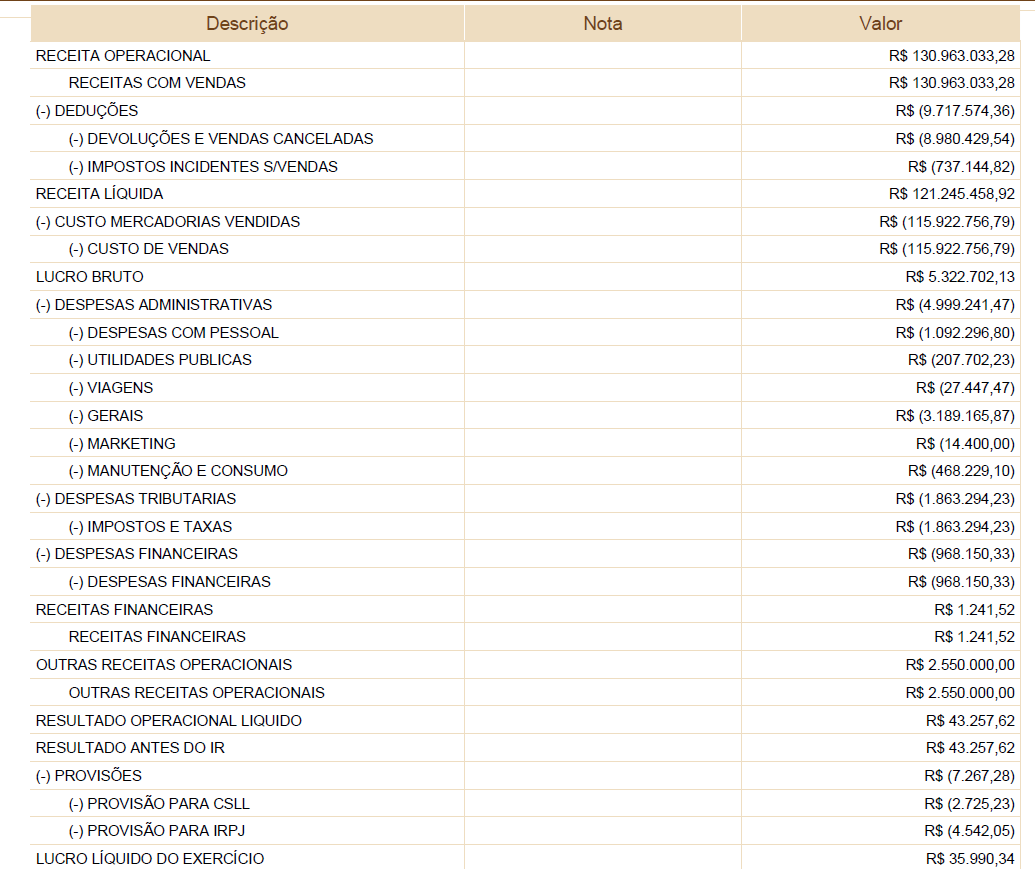 Descrição Nota Valor
RECEITA OPERACIONAL R$ 130.963.033,28
RECEITAS COM VENDAS R$ 130.963.033,28
(-) DEDUÇÕES R$ (9.717.574,36)
(-) DEVOLUÇÕES E VENDAS CANCELADAS R$ (8.980.429,54)
(-) IMPOSTOS INCIDENTES S/VENDAS R$ (737.144,82)
RECEITA LÍQUIDA R$ 121.245.458,92
(-) CUSTO MERCADORIAS VENDIDAS R$ (115.922.756,79)
(-) CUSTO DE VENDAS R$ (115.922.756,79)
LUCRO BRUTO R$ 5.322.702,13
(-) DESPESAS ADMINISTRATIVAS R$ (4.999.241,47)
(-) DESPESAS COM PESSOAL R$ (1.092.296,80)
(-) UTILIDADES PUBLICAS R$ (207.702,23)
(-) VIAGENS R$ (27.447,47)
(-) GERAIS R$ (3.189.165,87)
(-) MARKETING R$ (14.400,00)
(-) MANUTENÇÃO E CONSUMO R$ (468.229,10)
(-) DESPESAS TRIBUTARIAS R$ (1.863.294,23)
(-) IMPOSTOS E TAXAS R$ (1.863.294,23)
(-) DESPESAS FINANCEIRAS R$ (968.150,33)
(-) DESPESAS FINANCEIRAS R$ (968.150,33)
RECEITAS FINANCEIRAS R$ 1.241,52
RECEITAS FINANCEIRAS R$ 1.241,52
OUTRAS RECEITAS OPERACIONAIS R$ 2.550.000,00
OUTRAS RECEITAS OPERACIONAIS R$ 2.550.000,00
RESULTADO OPERACIONAL LIQUIDO R$ 43.257,62
RESULTADO ANTES DO IR R$ 43.257,62
(-) PROVISÕES R$ (7.267,28)
(-) PROVISÃO PARA CSLL R$ (2.725,23)
(-) PROVISÃO PARA IRPJ R$ (4.542,05)
LUCRO LÍQUIDO DO EXERCÍCIO R$ 35.990,34